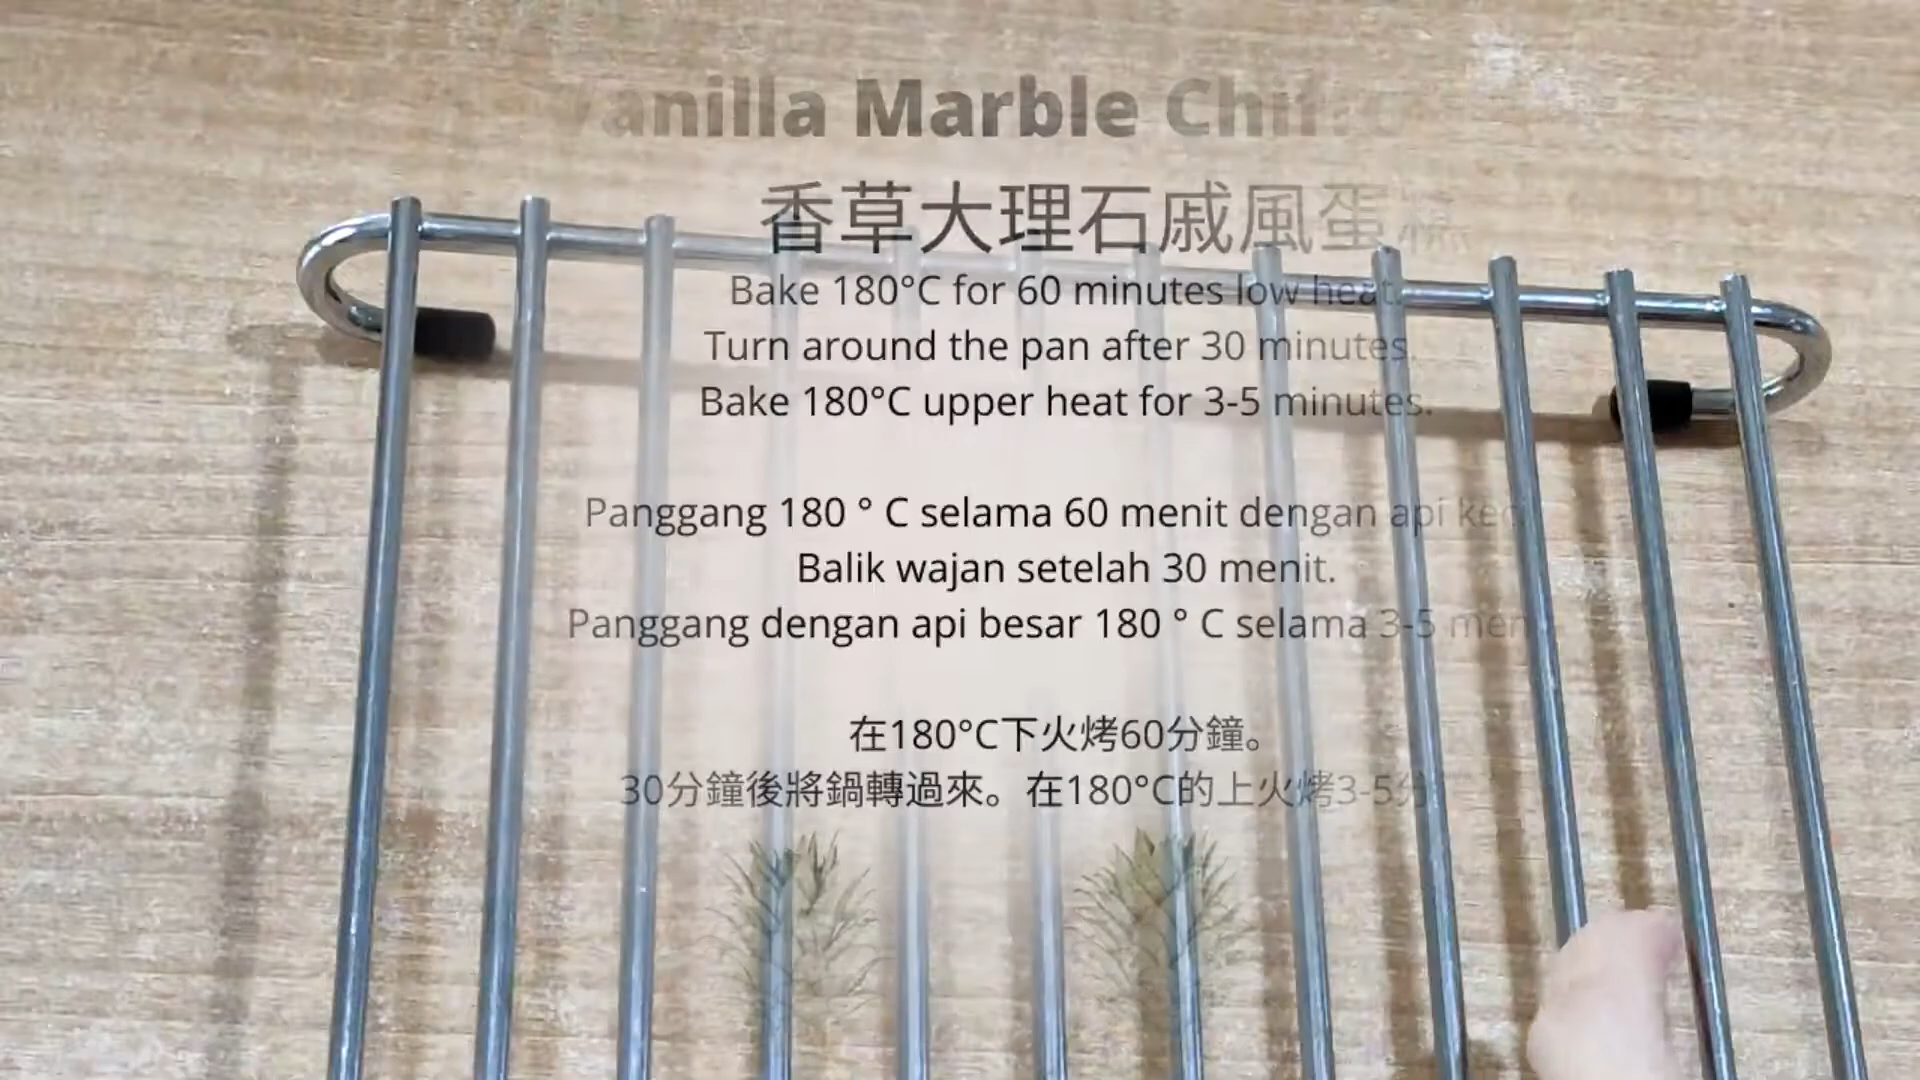 Vanilla Marble
香草大理石戚風蛋糕
Bake 180°C for 60 minutes low heat.
Turn around the pan after 30 minutes.
Bake 180°C upper heat for 3-5 minutes.
Panggang 180 ° C selama 60 menit dengan api
Balik wajan setelah 30 menit.
Panggang dengan api besar 180 ° C selama 3-5
在180°C下火烤60分鐘。
30分鐘後將鍋轉過來。在180°C的上火烤3-5分